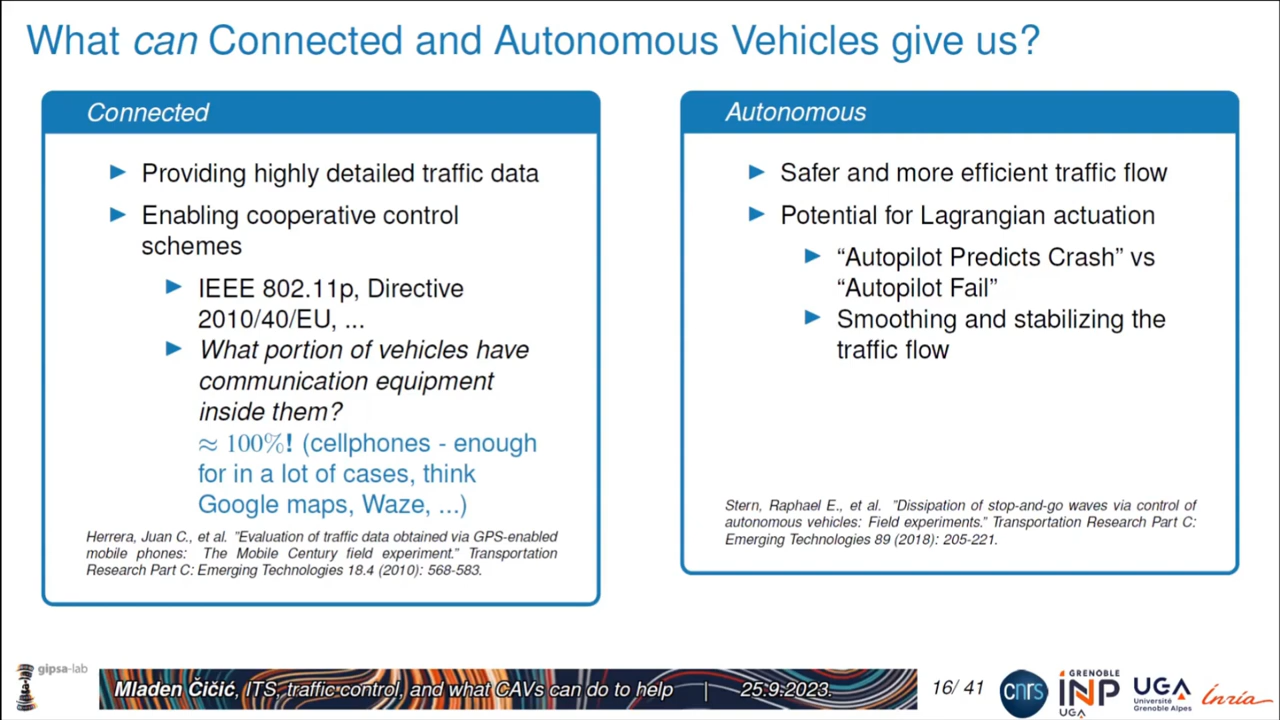 What can Connected and Autonomous Vehicles give us?
Connected
► Providing highly detailed traffic data
► Enabling cooperative control
schemes
► IEEE 802.11p, Directive
2010/40/EU, ...
► What portion of vehicles have
communication equipment
inside them?
≈ 100%! (cellphones - enough
for in a lot of cases, think
Google maps, Waze, ...)
Herrera, Juan C., et al. "Evaluation of traffic data obtained via GPS-enabled
mobile phones: The Mobile Century field experiment." Transportation
Research Part C: Emerging Technologies 18.4 (2010): 568-583.
Autonomous
► Safer and more efficient traffic flow
► Potential for Lagrangian actuation
► “Autopilot Predicts Crash” vs
“Autopilot Fail”
► Smoothing and stabilizing the
traffic flow
Stern, Raphael E., et al. "Dissipation of stop-and-go waves via control of
autonomous vehicles: Field experiments." Transportation Research Part C:
Emerging Technologies 89 (2018): 205-221.
gipsa-lab
Mladen Čičić, ITS, traffic control, and what CAVs can do to help | 25.9.2023.
16/ 41
cnrs
GRENOBLE
INP
UGA
UGA
Université
Grenoble Alpes
Inria